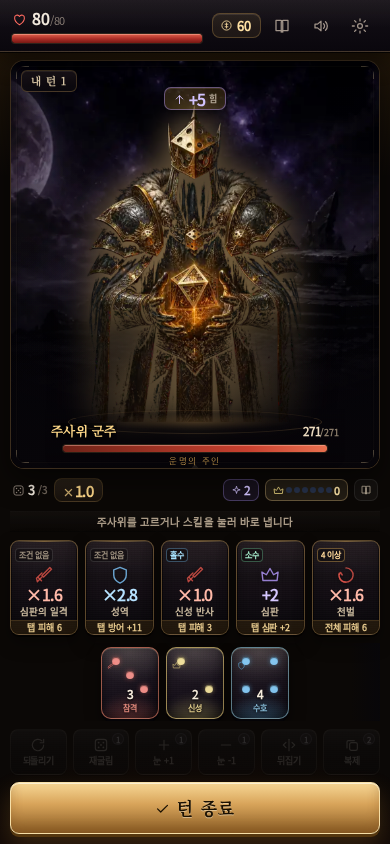 80/80
60
내 턴 1
+5 힘
주사위 군주
271/271
운명의 주인
3/3
×1.0
2
0
주사위를 고르거나 스킬을 눌러 바로 냅니다
조건 없음
×1.6
심판의 일격
탭 피해 6
조건 없음
×2.8
성역
탭 방어 +11
홀수
×1.0
신성 반사
탭 피해 3
소수
+2
심판
탭 심판 +2
4 이상
×1.6
천벌
전체 피해 6
3
참격
2
신성
4
수호
되돌리기
재굴림
1
눈 +1
1
눈 -1
1
뒤집기
1
복제
2
턴 종료